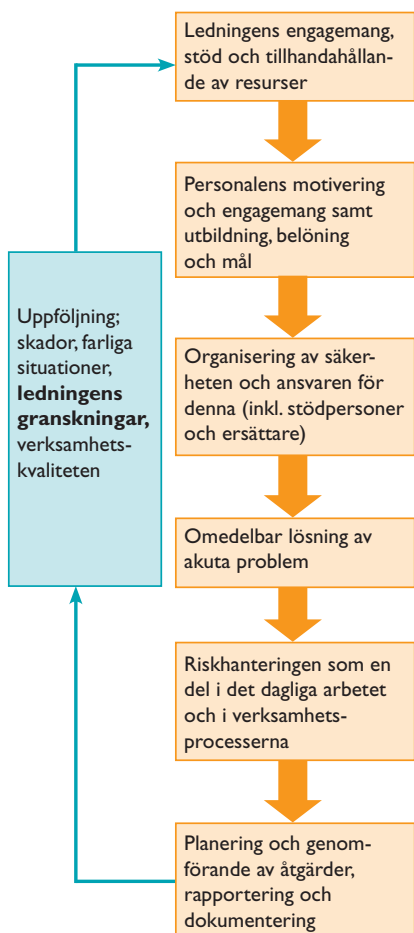 Ledningens engagemang,
stöd och tillhandahållan-
de av resurser
Personalens motivering
och engagemang samt
utbildning, belöning
och mål
Uppföljning;
skador, farliga
situationer,
ledningens
granskningar,
verksamhets-
kvaliteten
Organisering av säker-
heten och ansvaren för
denna (inkl. stödpersoner
och ersättare)
Omedelbar lösning av
akuta problem
Riskhanteringen som en
del i det dagliga arbetet
och i verksamhets-
processerna
Planering och genom-
förande av åtgärder,
rapportering och
dokumentering